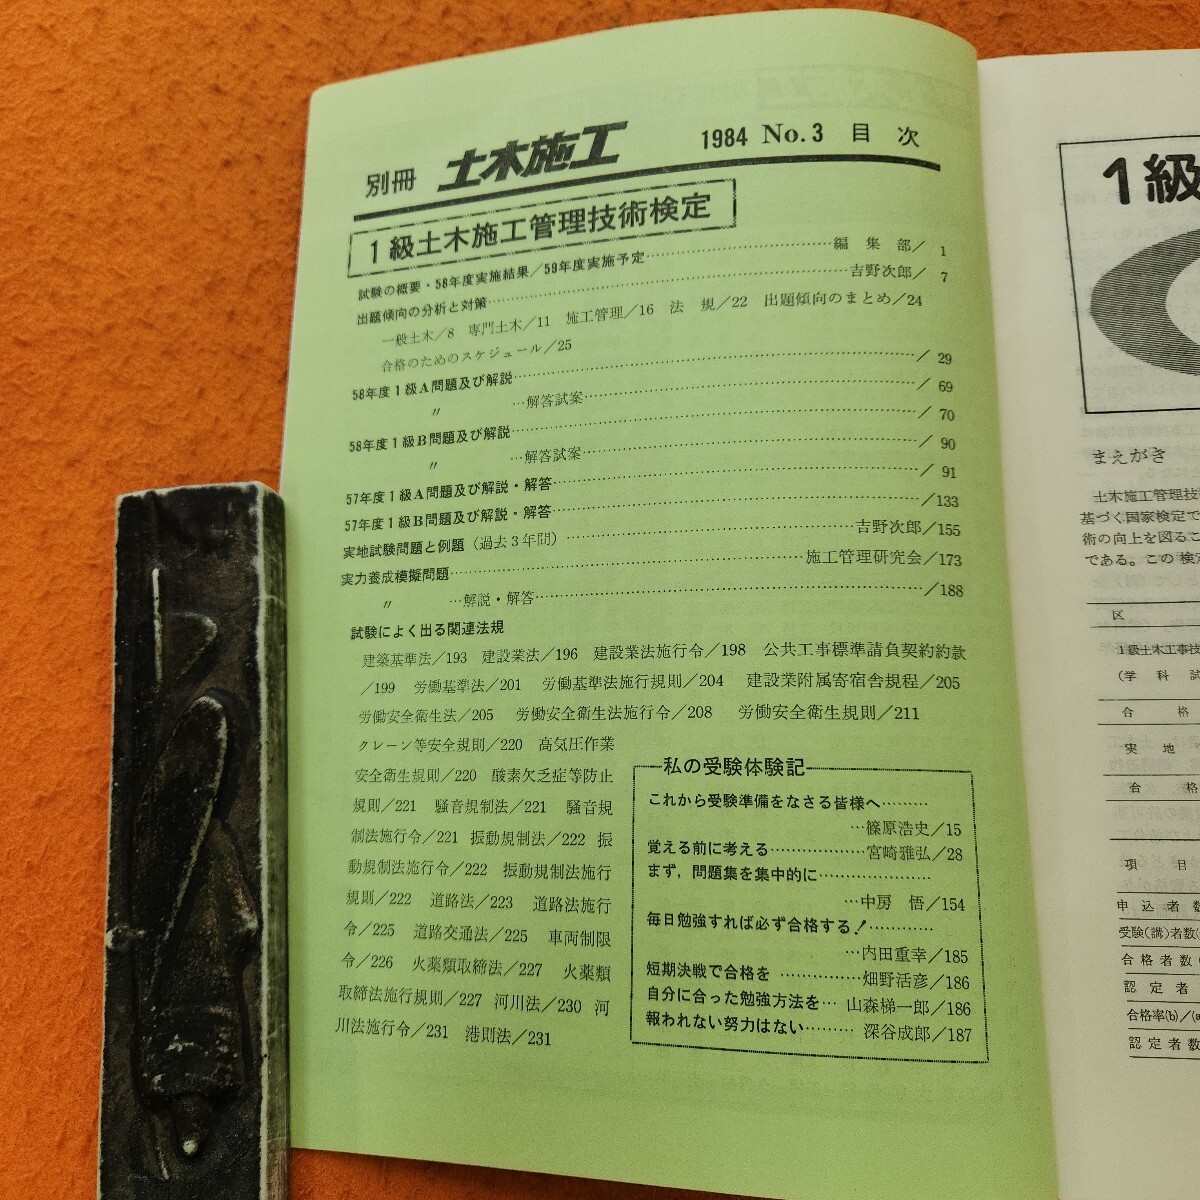 別冊 土木施工 1984 No.3 目次
1級土木施工管理技術検定
試験の概要・58年度実施結果／59年度実施予定……編集部／1
出題傾向の分析と対策……吉野次郎／7
一般土木／8 専門土木／11 施工管理／16 法規／22 出題傾向のまとめ／24
合格のためのスケジュール／25
58年度1級A問題及び解説……／29
〃 …解答試案……／69
58年度1級B問題及び解説……／70
〃 …解答試案……／90
57年度1級A問題及び解説・解答……／91
57年度1級B問題及び解説・解答……／133
実地試験問題と例題（過去3年間）……吉野次郎／155
実力養成模擬問題……施工管理研究会／173
〃 …解説・解答……／188
試験によく出る関連法規
建築基準法／193 建設業法／196 建設業法施行令／198 公共工事標準請負契約約款
／199 労働基準法／201 労働基準法施行規則／204 建設業附属寄宿舎規程／205
労働安全衛生法／205 労働安全衛生法施行令／208 労働安全衛生規則／211
クレーン等安全規則／220 高気圧作業
安全衛生規則／220 酸素欠乏症等防止
規則／221 騒音規制法／221 騒音規
制法施行令／221 振動規制法／222 振
動規制法施行令／222 振動規制法施行
規則／222 道路法／223 道路法施行
令／225 道路交通法／225 車両制限
令／226 火薬類取締法／227 火薬類
取締法施行規則／227 河川法／230 河
川法施行令／231 港則法／231
私の受験体験記
これから受験準備をなさる皆様へ………
…篠原浩史／15
覚える前に考える………宮崎雅弘／28
まず，問題集を集中的に………
…中房 悟／154
毎日勉強すれば必ず合格する！………
…内田重幸／185
短期決戦で合格を………畑野活彦／186
自分に合った勉強方法を…山森梯一郎／186
報われない努力はない………深谷成郎／187
1級
まえがき
土木施工管理技
基づく国家検定で
術の向上を図るこ
である。この検定
区
1級土木工事技
（学科試
合格
実地
合格
項目
申込者数
受験(講)者数
合格者数
認定者
合格率(b)／(a
認定者数